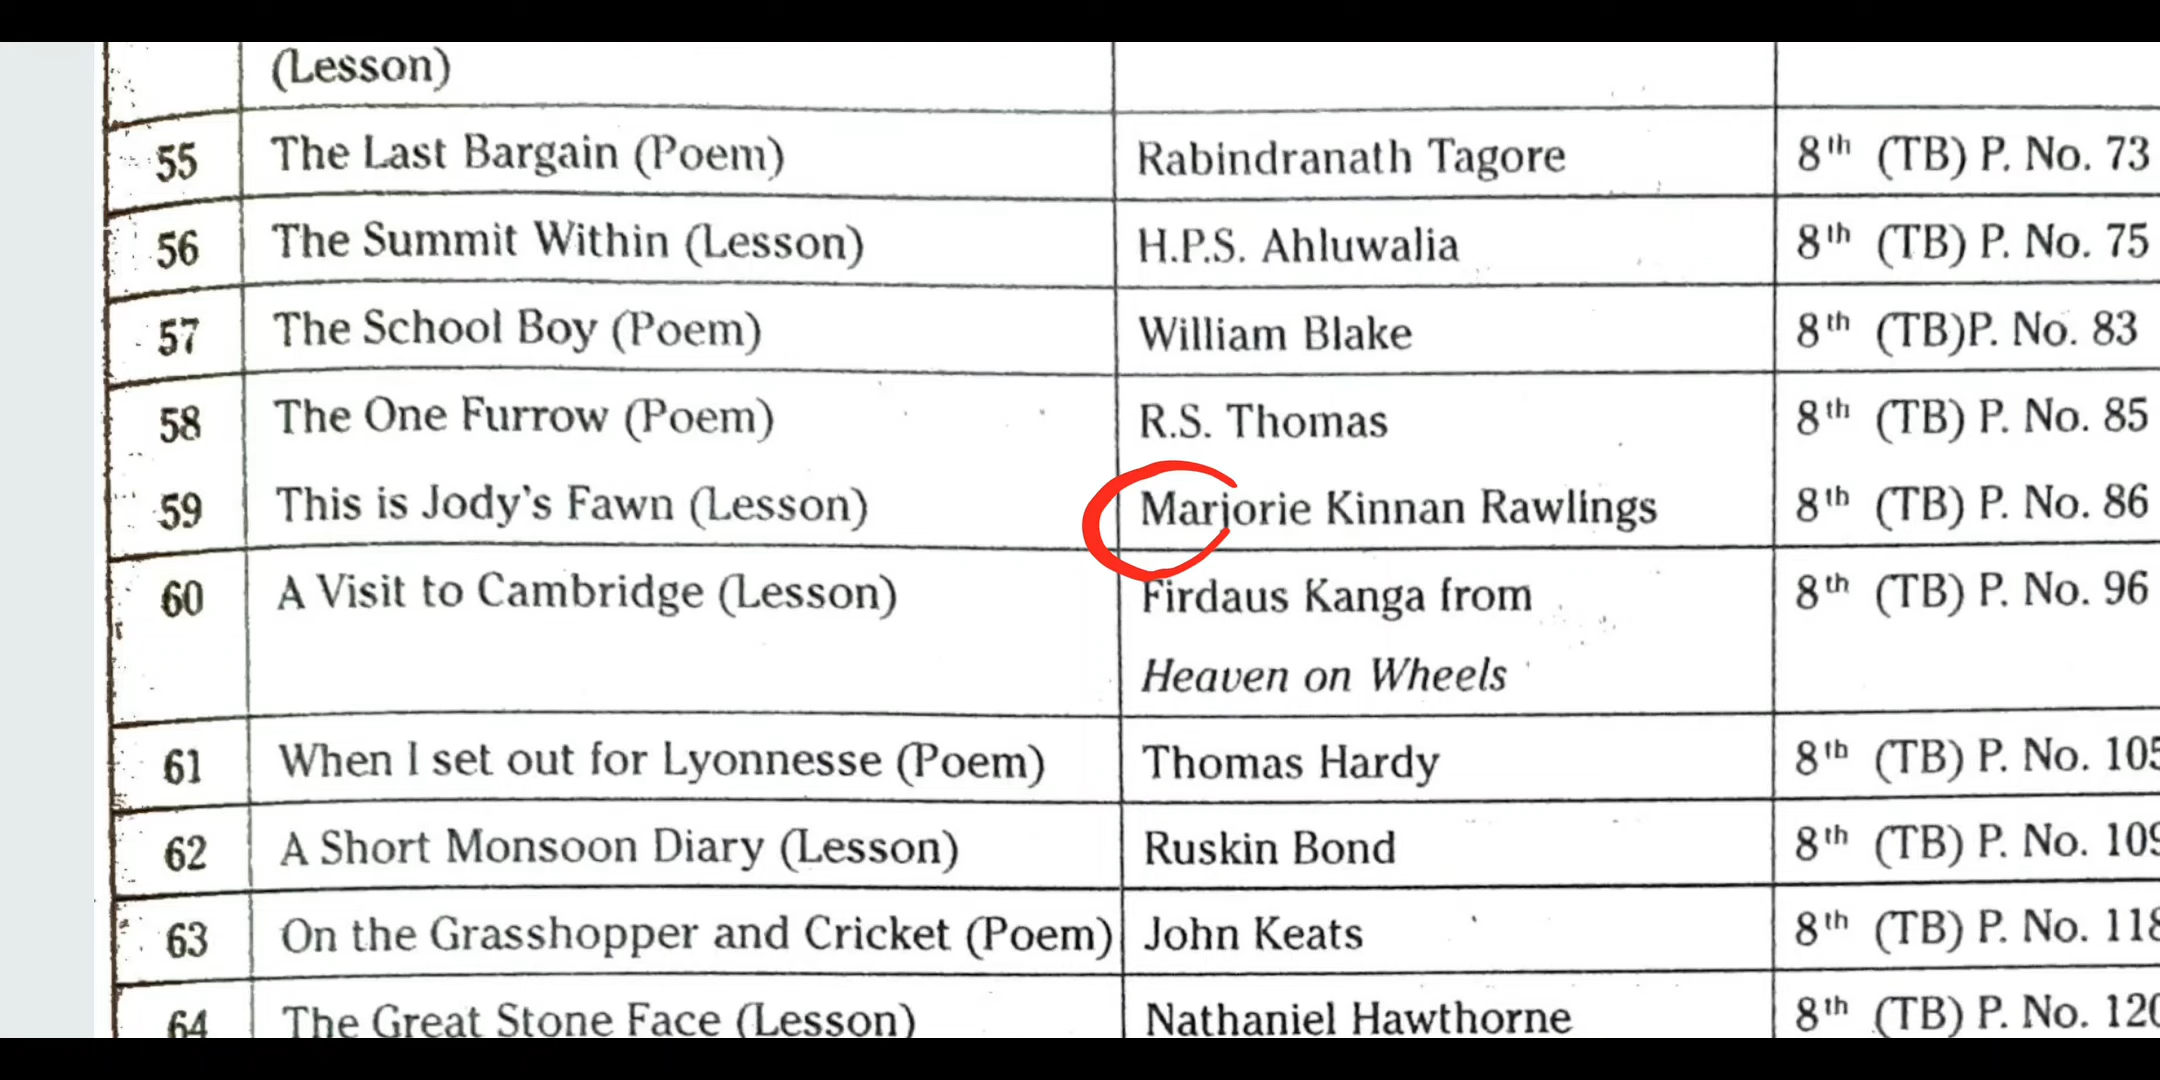 (Lesson)
55 The Last Bargain (Poem) Rabindranath Tagore 8th (TB) P. No. 73
56 The Summit Within (Lesson) H.P.S. Ahluwalia 8th (TB) P. No. 75
57 The School Boy (Poem) William Blake 8th (TB)P. No. 83
58 The One Furrow (Poem) R.S. Thomas 8th (TB) P. No. 85
59 This is Jody's Fawn (Lesson) Marjorie Kinnan Rawlings 8th (TB) P. No. 86
60 A Visit to Cambridge (Lesson) Firdaus Kanga from 8th (TB) P. No. 96
Heaven on Wheels
61 When I set out for Lyonnesse (Poem) Thomas Hardy 8th (TB) P. No. 105
62 A Short Monsoon Diary (Lesson) Ruskin Bond 8th (TB) P. No. 109
63 On the Grasshopper and Cricket (Poem) John Keats 8th (TB) P. No. 118
64 The Great Stone Face (Lesson) Nathaniel Hawthorne 8th (TB) P. No. 120